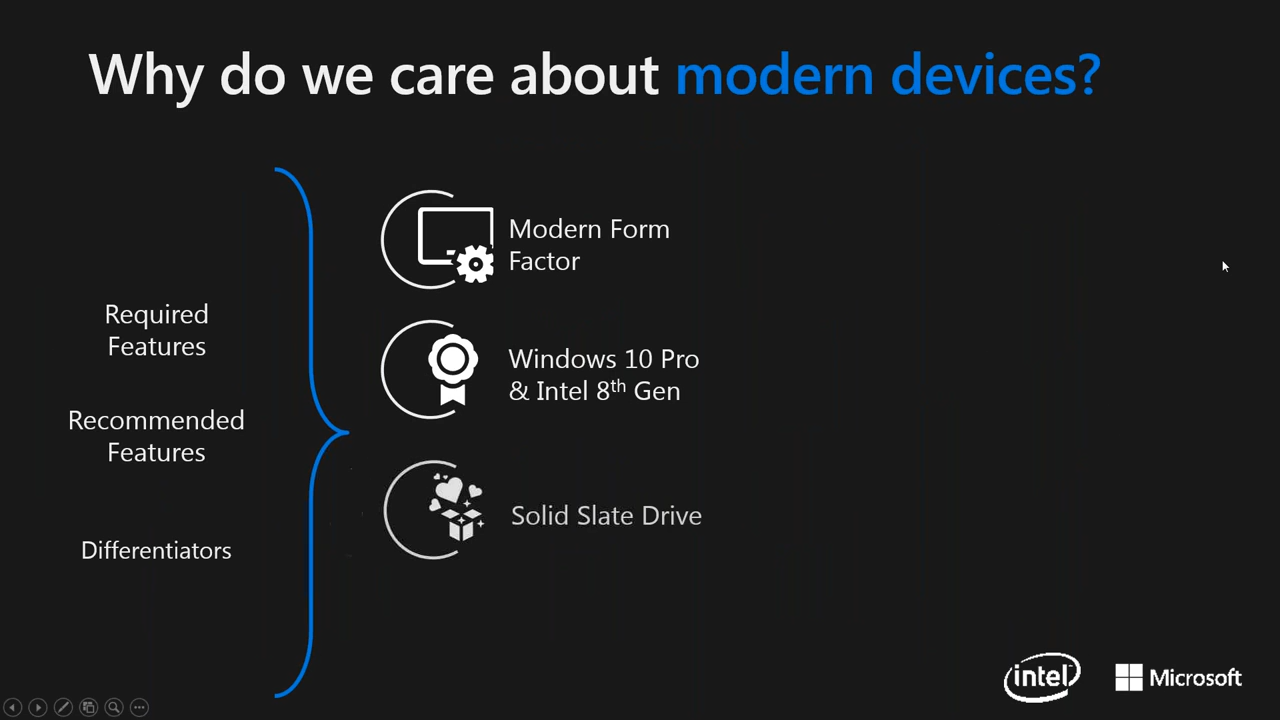 Why do we care about modern devices?
Required
Features
Recommended
Features
Differentiators
Modern Form
Factor
Windows 10 Pro
& Intel 8th Gen
Solid Slate Drive
intel
Microsoft